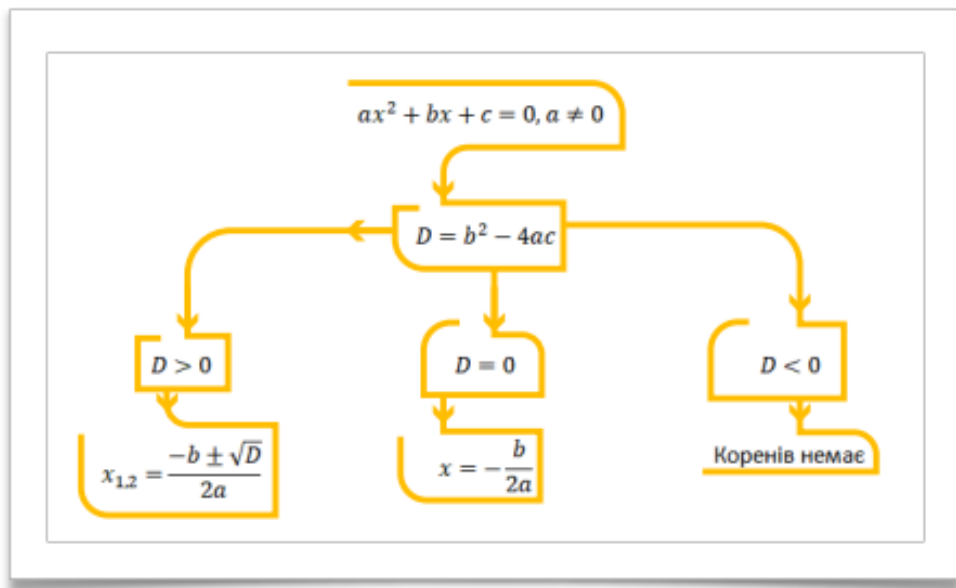 ax² + bx + c = 0, a ≠ 0
D = b² − 4ac
D > 0
D = 0
D < 0
x₁,₂ = (−b ± √D) / 2a
x = − b / 2a
Коренів немає